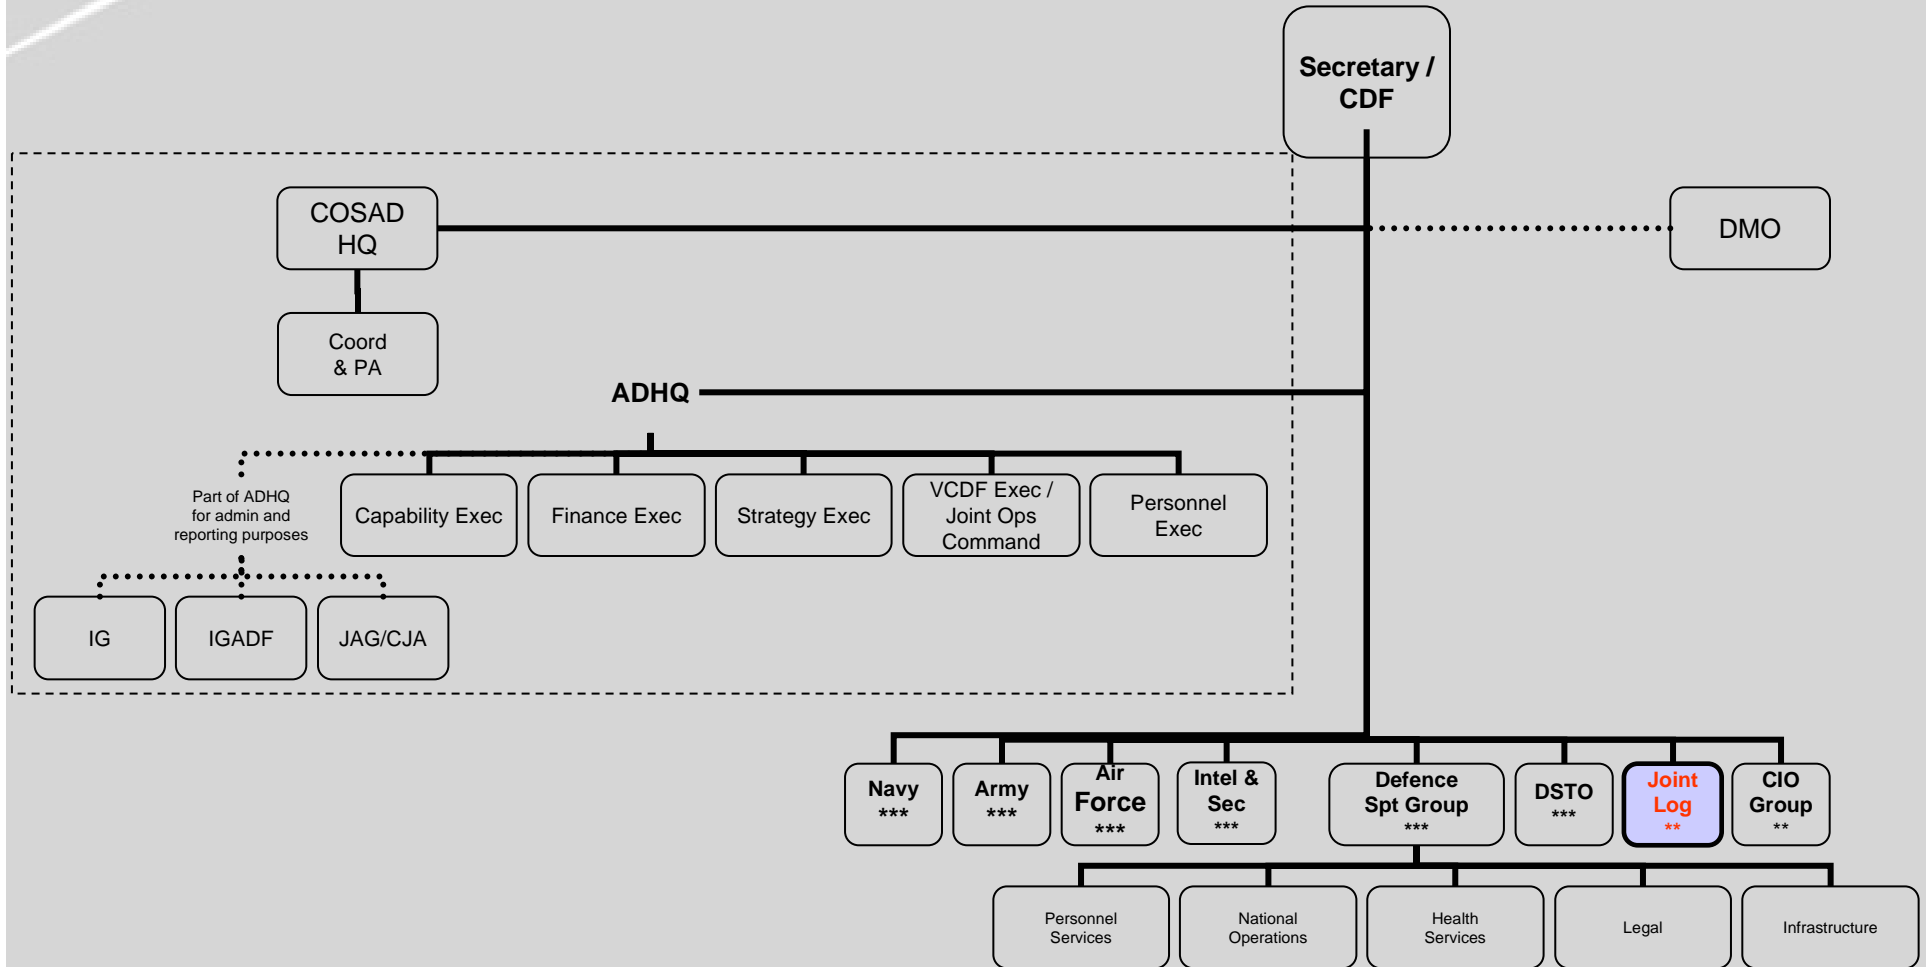 Secretary /
CDF
COSAD
HQ
DMO
Coord
& PA
ADHQ
Part of ADHQ
for admin and
reporting purposes
Capability Exec
Finance Exec
Strategy Exec
VCDF Exec /
Joint Ops
Command
Personnel
Exec
IG
IGADF
JAG/CJA
Navy
***
Army
***
Air
Force
***
Intel &
Sec
***
Defence
Spt Group
***
DSTO
***
Joint
Log
**
CIO
Group
**
Personnel
Services
National
Operations
Health
Services
Legal
Infrastructure